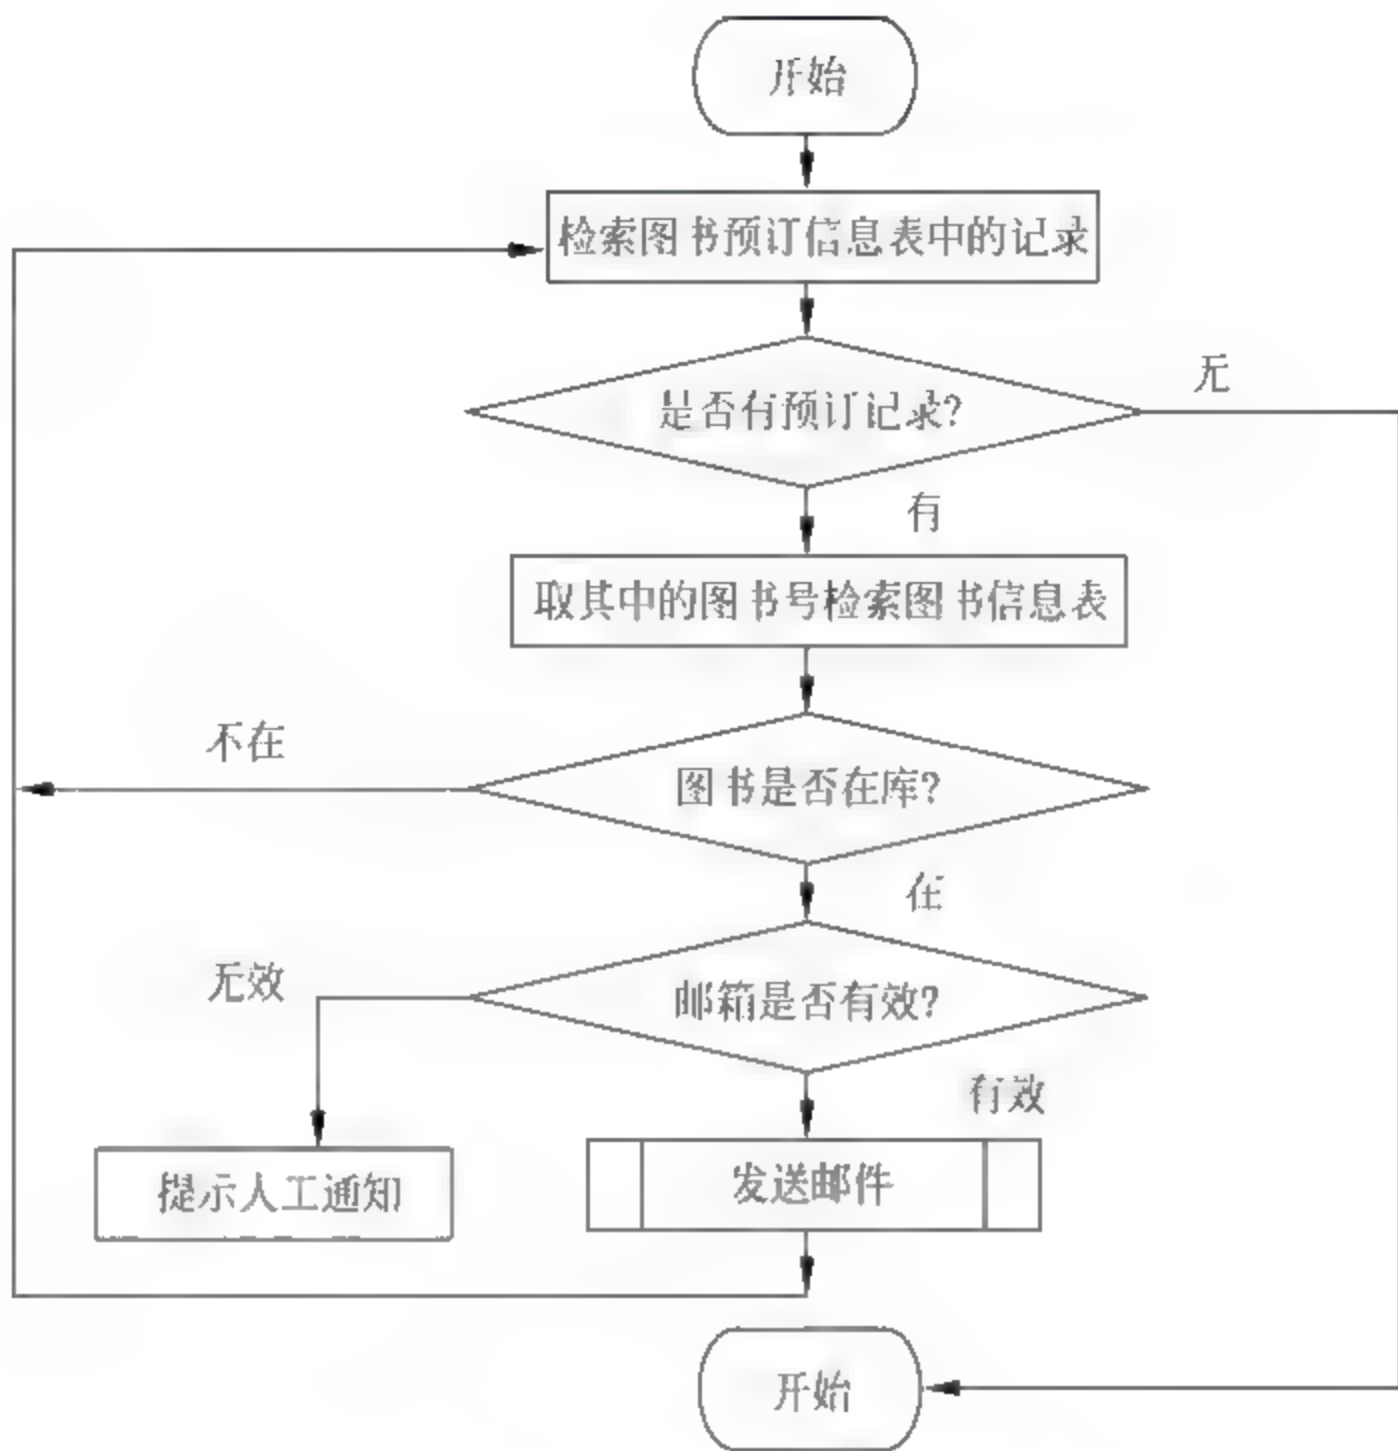 开始
检索图书预订信息表中的记录
无
是否有预订记录?
有
取其中的图书号检索图书信息表
不在
图书是否在库?
在
无效
邮箱是否有效?
有效
提示人工通知
发送邮件
开始